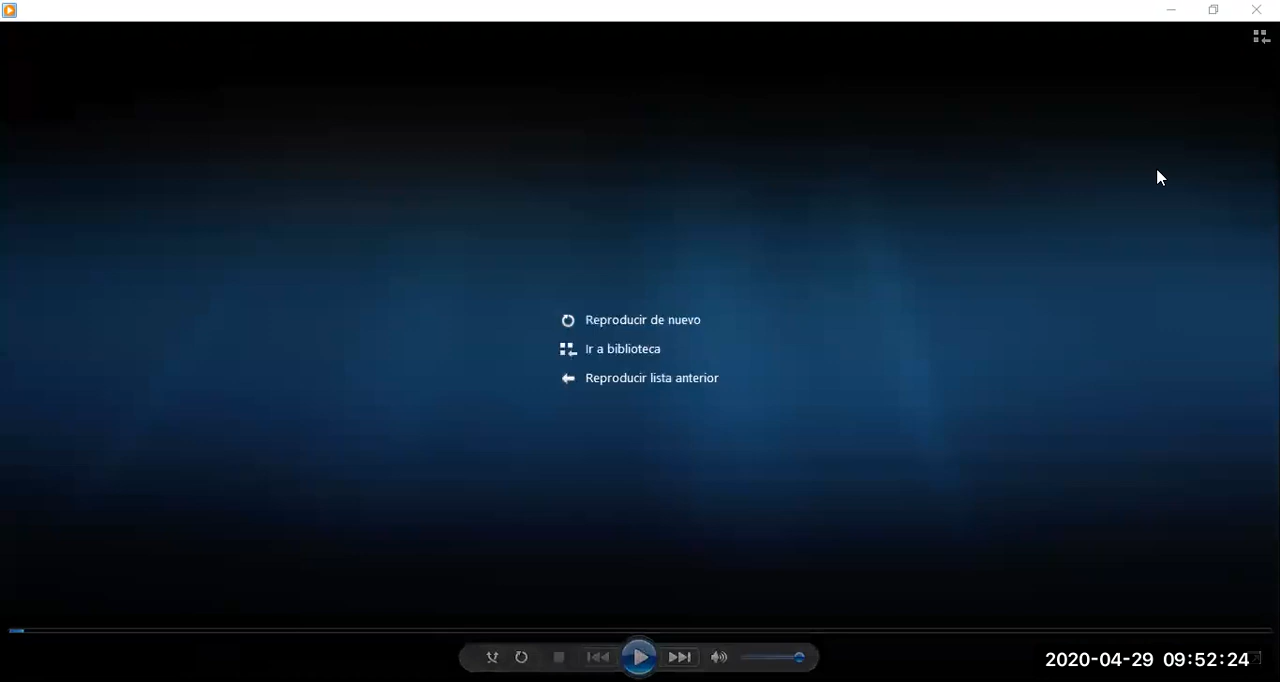 Reproducir de nuevo
Ir a biblioteca
Reproducir lista anterior
2020-04-29 09:52:24